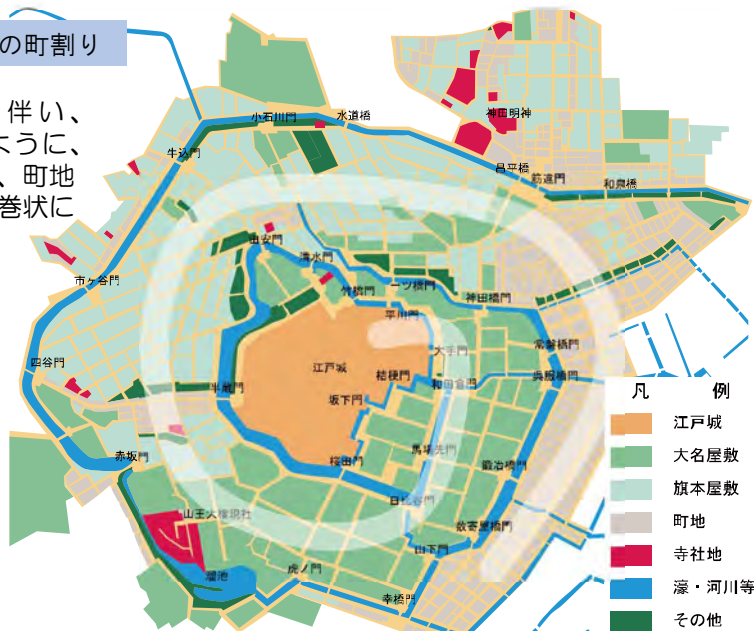 の町割り
伴い、
ように、
、町地
巻状に
小石川門
水道橋
神田明神
牛込門
昌平橋
筋違門
和泉橋
田安門
清水門
市ヶ谷門
竹橋門
一ツ橋門
神田橋門
平川門
常盤橋門
大手門
四谷門
江戸城
桔梗門
和田倉門
呉服橋門
半蔵門
坂下門
馬場先門
赤坂門
桜田門
鍛冶橋門
日比谷門
山王大権現社
数寄屋橋門
山下門
溜池
虎ノ門
幸橋門
凡 例
江戸城
大名屋敷
旗本屋敷
町地
寺社地
濠・河川等
その他